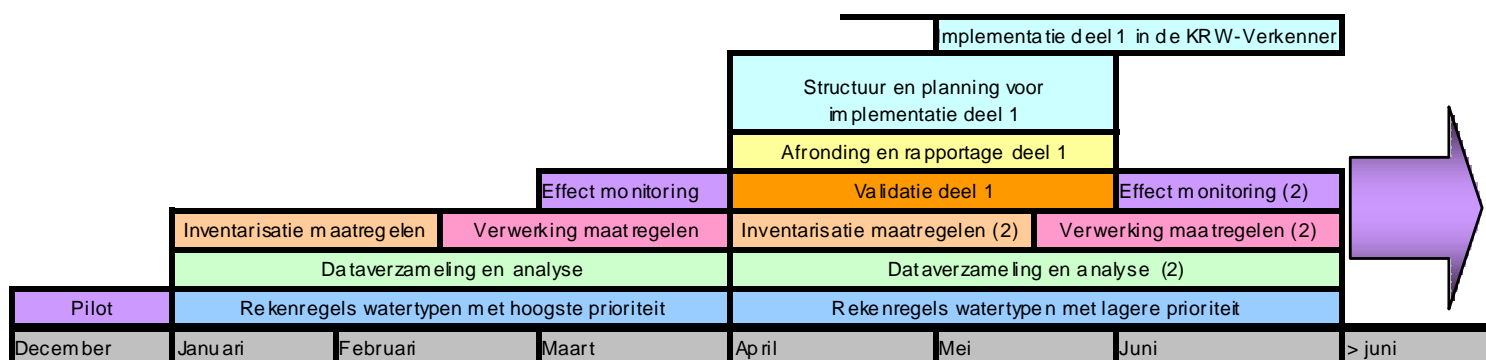 Implementatie deel 1 in de KRW-Verkenner
Structuur en planning voor
implementatie deel 1
Afronding en rapportage deel 1
Effect monitoring
Validatie deel 1
Effect monitoring (2)
Inventarisatie maatregelen
Verwerking maatregelen
Inventarisatie maatregelen (2)
Verwerking maatregelen (2)
Dataverzameling en analyse
Dataverzameling en analyse (2)
Pilot
Rekenregels watertypen met hoogste prioriteit
Rekenregels watertypen met lagere prioriteit
December
Januari
Februari
Maart
April
Mei
Juni
> juni